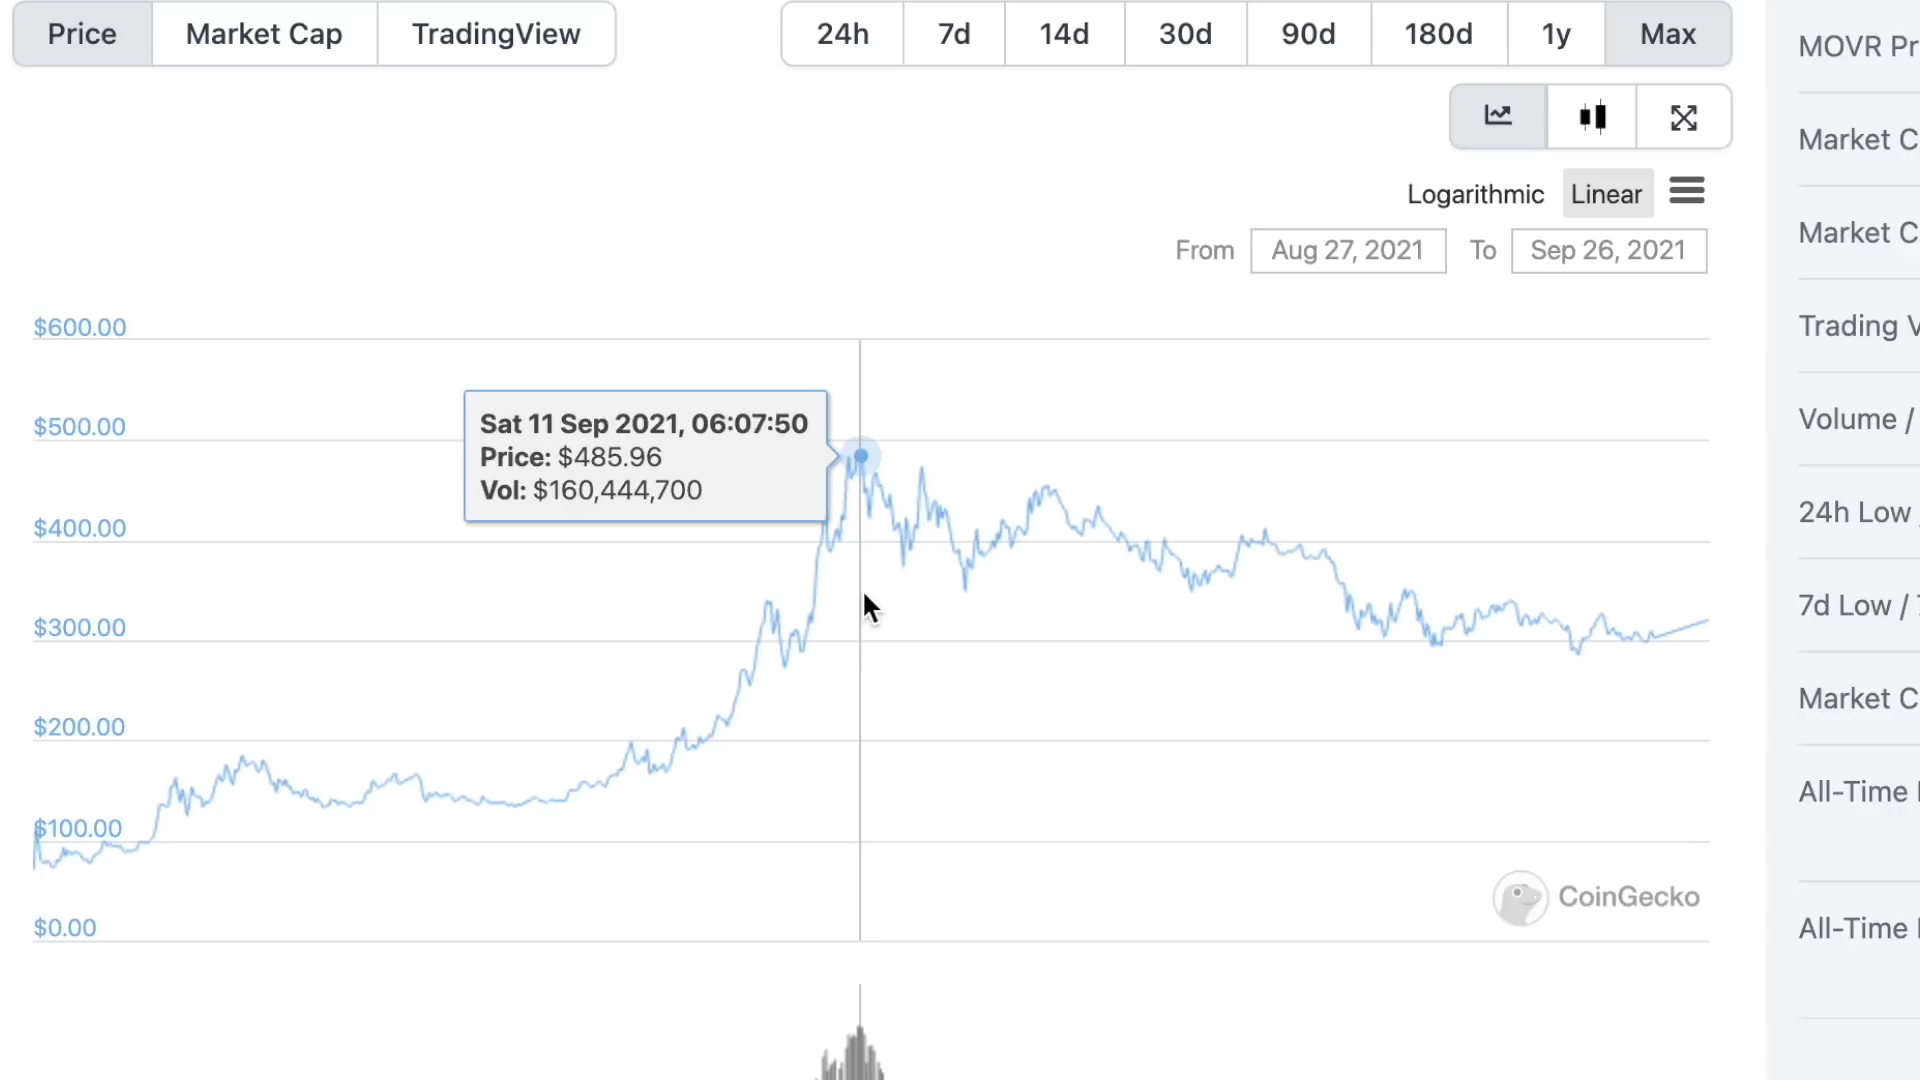 Price Market Cap TradingView 24h 7d 14d 30d 90d 180d 1y Max
Logarithmic Linear
From Aug 27, 2021 To Sep 26, 2021
$600.00
$500.00
$400.00
$300.00
$200.00
$100.00
$0.00
Sat 11 Sep 2021, 06:07:50
Price: $485.96
Vol: $160,444,700
CoinGecko
MOVR Pr
Market C
Market C
Trading V
Volume /
24h Low
7d Low /
Market C
All-Time
All-Time